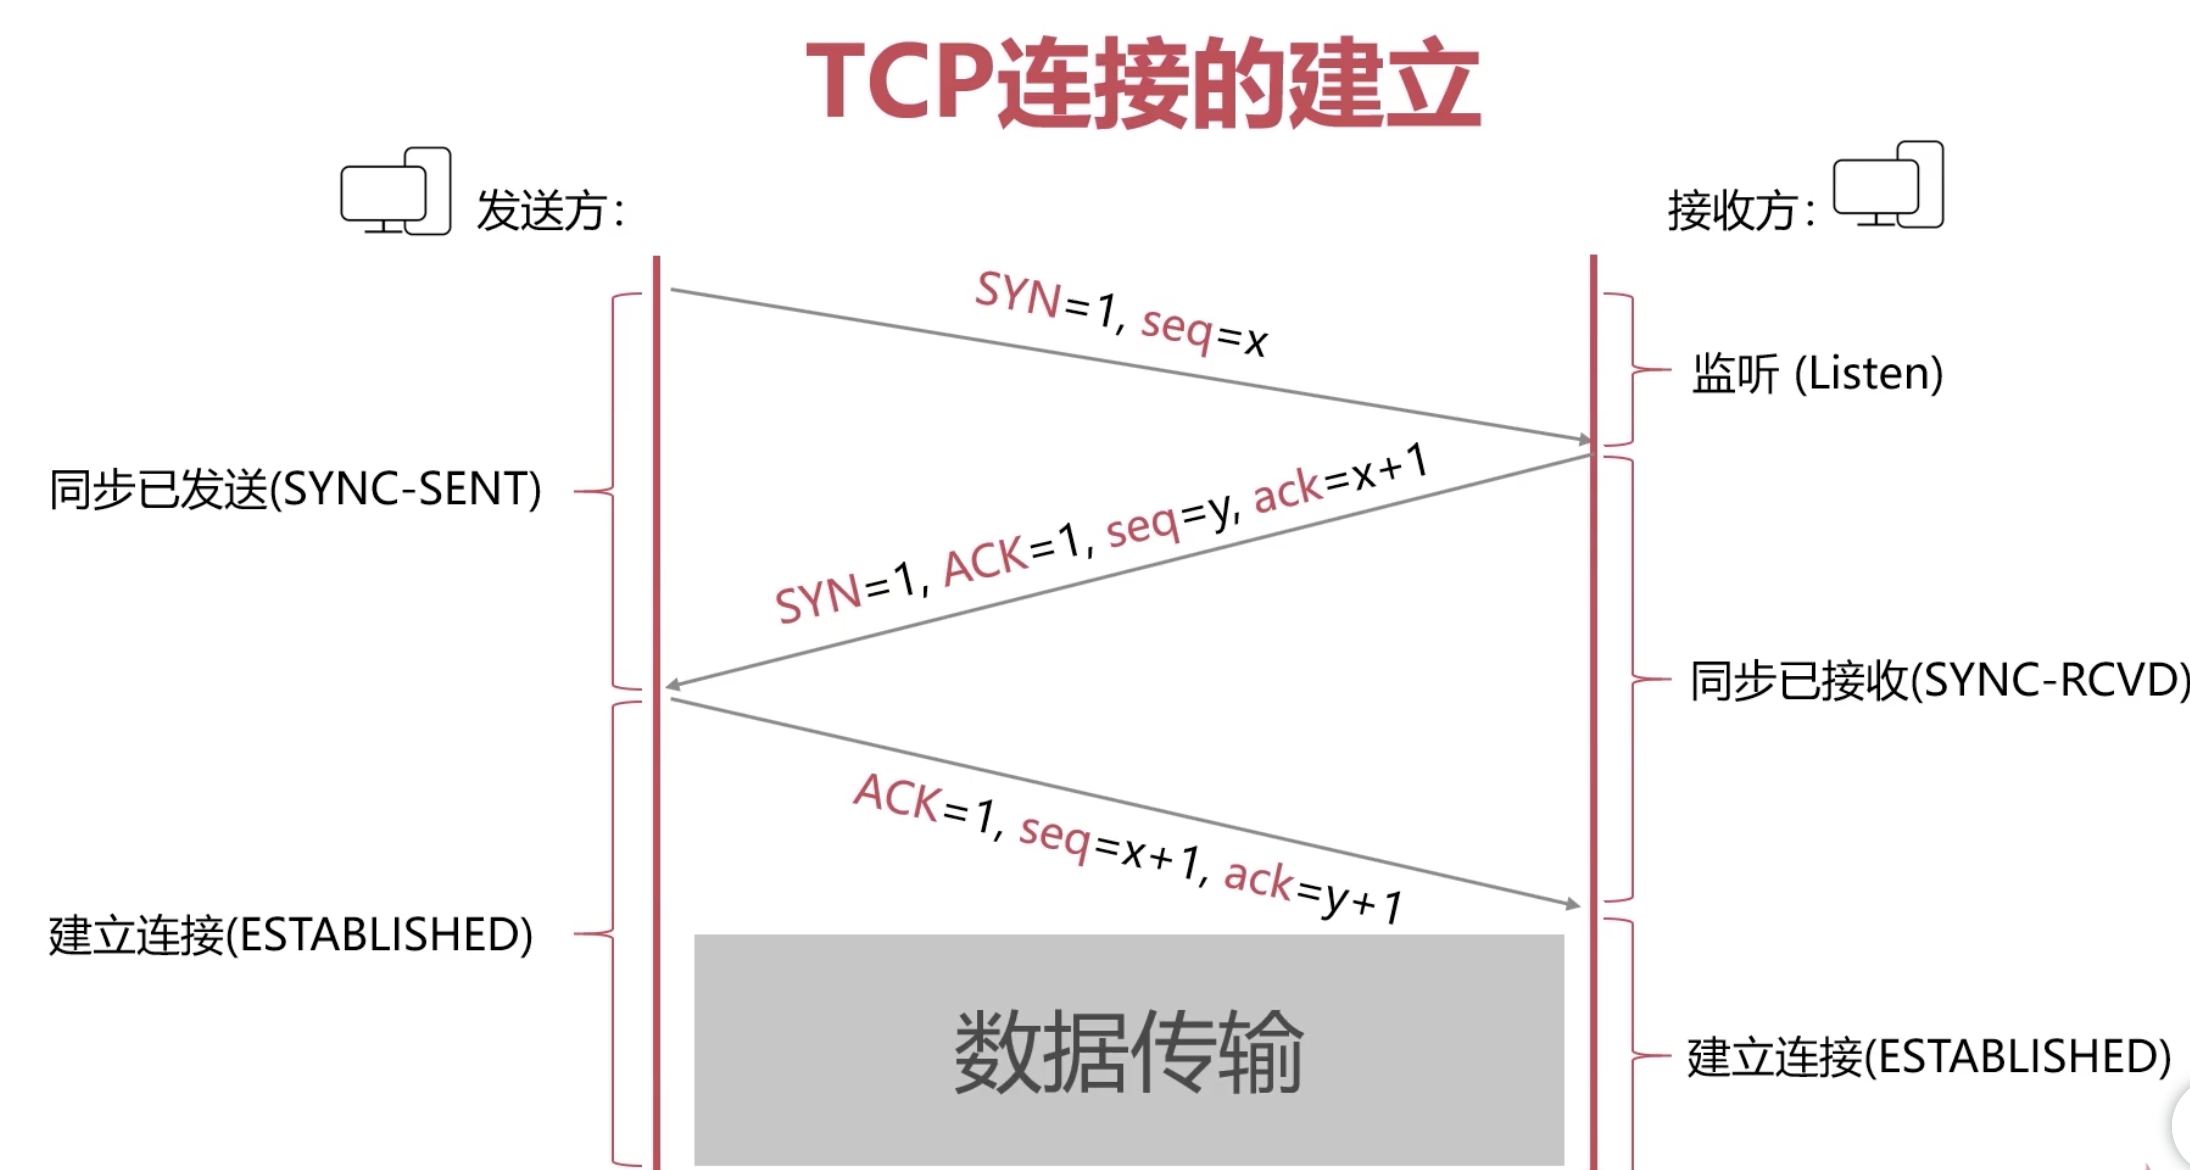 TCP连接的建立
发送方：
接收方：
SYN=1, seq=x
监听 (Listen)
同步已发送(SYNC-SENT)
SYN=1, ACK=1, seq=y, ack=x+1
同步已接收(SYNC-RCVD)
ACK=1, seq=x+1, ack=y+1
建立连接(ESTABLISHED)
数据传输
建立连接(ESTABLISHED)